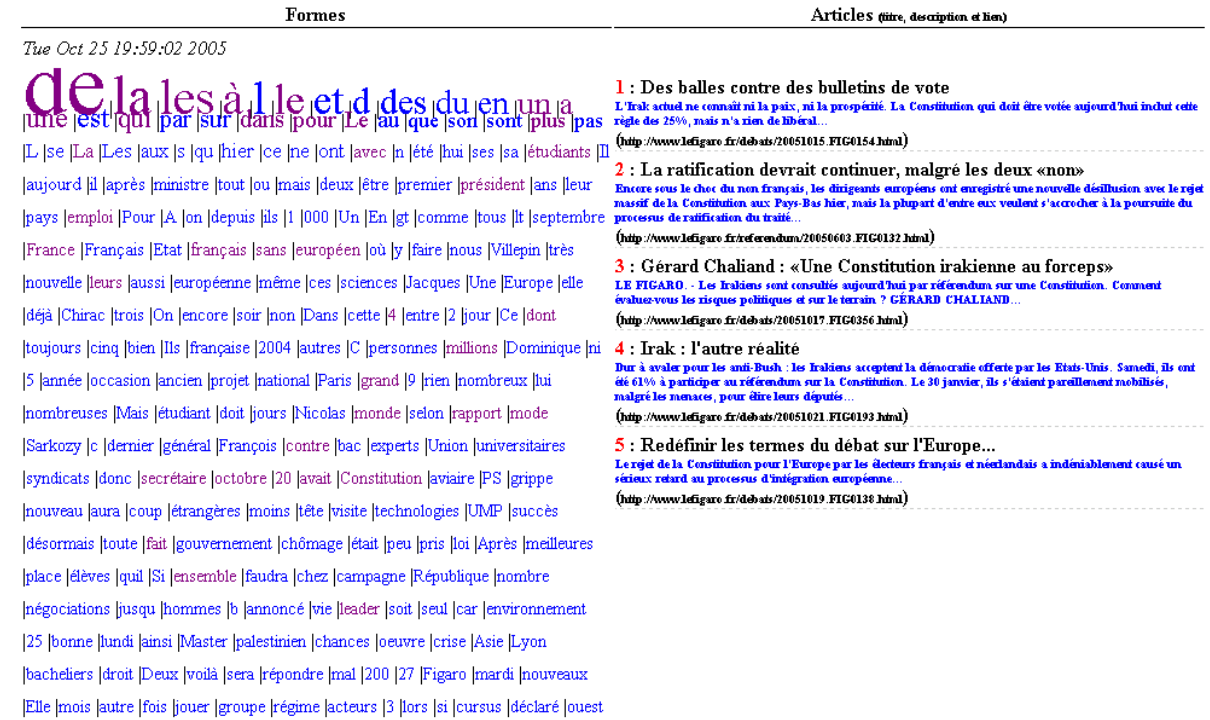 Formes
Tue Oct 25 19:59:02 2005
de |la |les |à |l |le |et |d |des |du |en |un |a
|une |est |qui |par |sur |dans |pour |Le |au |que |son |sont |plus |pas
|L |se |La |Les |aux |s |qu |hier |ce |ne |ont |avec |n |été |hui |ses |sa |étudiants |Il
|aujourd |il |après |ministre |tout |ou |mais |deux |être |premier |président |ans |leur
|pays |emploi |Pour |A |on |depuis |ils |1 |000 |Un |En |gt |comme |tous |lt |septembre
|France |Français |Etat |français |sans |européen |où |y |faire |nous |Villepin |très
|nouvelle |leurs |aussi |européenne |même |ces |sciences |Jacques |Une |Europe |elle
|déjà |Chirac |trois |On |encore |soir |non |Dans |cette |4 |entre |2 |jour |Ce |dont
|toujours |cinq |bien |Ils |française |2004 |autres |C |personnes |millions |Dominique |ni
|5 |année |occasion |ancien |projet |national |Paris |grand |9 |rien |nombreux |lui
|nombreuses |Mais |étudiant |doit |jours |Nicolas |monde |selon |rapport |mode
|Sarkozy |c |dernier |général |François |contre |bac |experts |Union |universitaires
|syndicats |donc |secrétaire |octobre |20 |avait |Constitution |aviaire |PS |grippe
|nouveau |aura |coup |étrangères |moins |tête |visite |technologies |UMP |succès
|désormais |toute |fait |gouvernement |chômage |était |peu |pris |loi |Après |meilleures
|place |élèves |quil |Si |ensemble |faudra |chez |campagne |République |nombre
|négociations |jusqu |hommes |b |annoncé |vie |leader |soit |seul |car |environnement
|25 |bonne |lundi |ainsi |Master |palestinien |chances |oeuvre |crise |Asie |Lyon
|bacheliers |droit |Deux |voilà |sera |répondre |mal |200 |27 |Figaro |mardi |nouveaux
|Elle |mois |autre |fois |jouer |groupe |régime |acteurs |3 |lors |si |cursus |déclaré |ouest
Articles (titre, description et lien)
1 : Des balles contre des bulletins de vote
L'Irak actuel ne connaît ni la paix, ni la prospérité. La Constitution qui doit être votée aujourd'hui inclut cette
règle des 25%, mais n'a rien de libéral...
(http://www.lefigaro.fr/debats/20051015.FIG0154.html)
2 : La ratification devrait continuer, malgré les deux «non»
Encore sous le choc du non français, les dirigeants européens ont enregistré une nouvelle désillusion avec le rejet
massif de la Constitution aux Pays-Bas hier, mais la plupart d'entre eux veulent s'accrocher à la poursuite du
processus de ratification du traité...
(http://www.lefigaro.fr/referendum/20050603.FIG0132.html)
3 : Gérard Chaliand : «Une Constitution irakienne au forceps»
LE FIGARO. - Les Irakiens sont consultés aujourd'hui par référendum sur une Constitution. Comment
évaluez-vous les risques politiques et sur le terrain ? GÉRARD CHALIAND...
(http://www.lefigaro.fr/debats/20051017.FIG0356.html)
4 : Irak : l'autre réalité
Dur à avaler pour les anti-Bush : les Irakiens acceptent la démocratie offerte par les Etats-Unis. Samedi, ils ont
été 61% à participer au référendum sur la Constitution. Le 30 janvier, ils s'étaient pareillement mobilisés,
malgré les menaces, pour élire leurs députés...
(http://www.lefigaro.fr/debats/20051021.FIG0193.html)
5 : Redéfinir les termes du débat sur l'Europe...
Le rejet de la Constitution pour l'Europe par les électeurs français et néerlandais a indéniablement causé un
sérieux retard au processus d'intégration européenne...
(http://www.lefigaro.fr/debats/20051019.FIG0138.html)